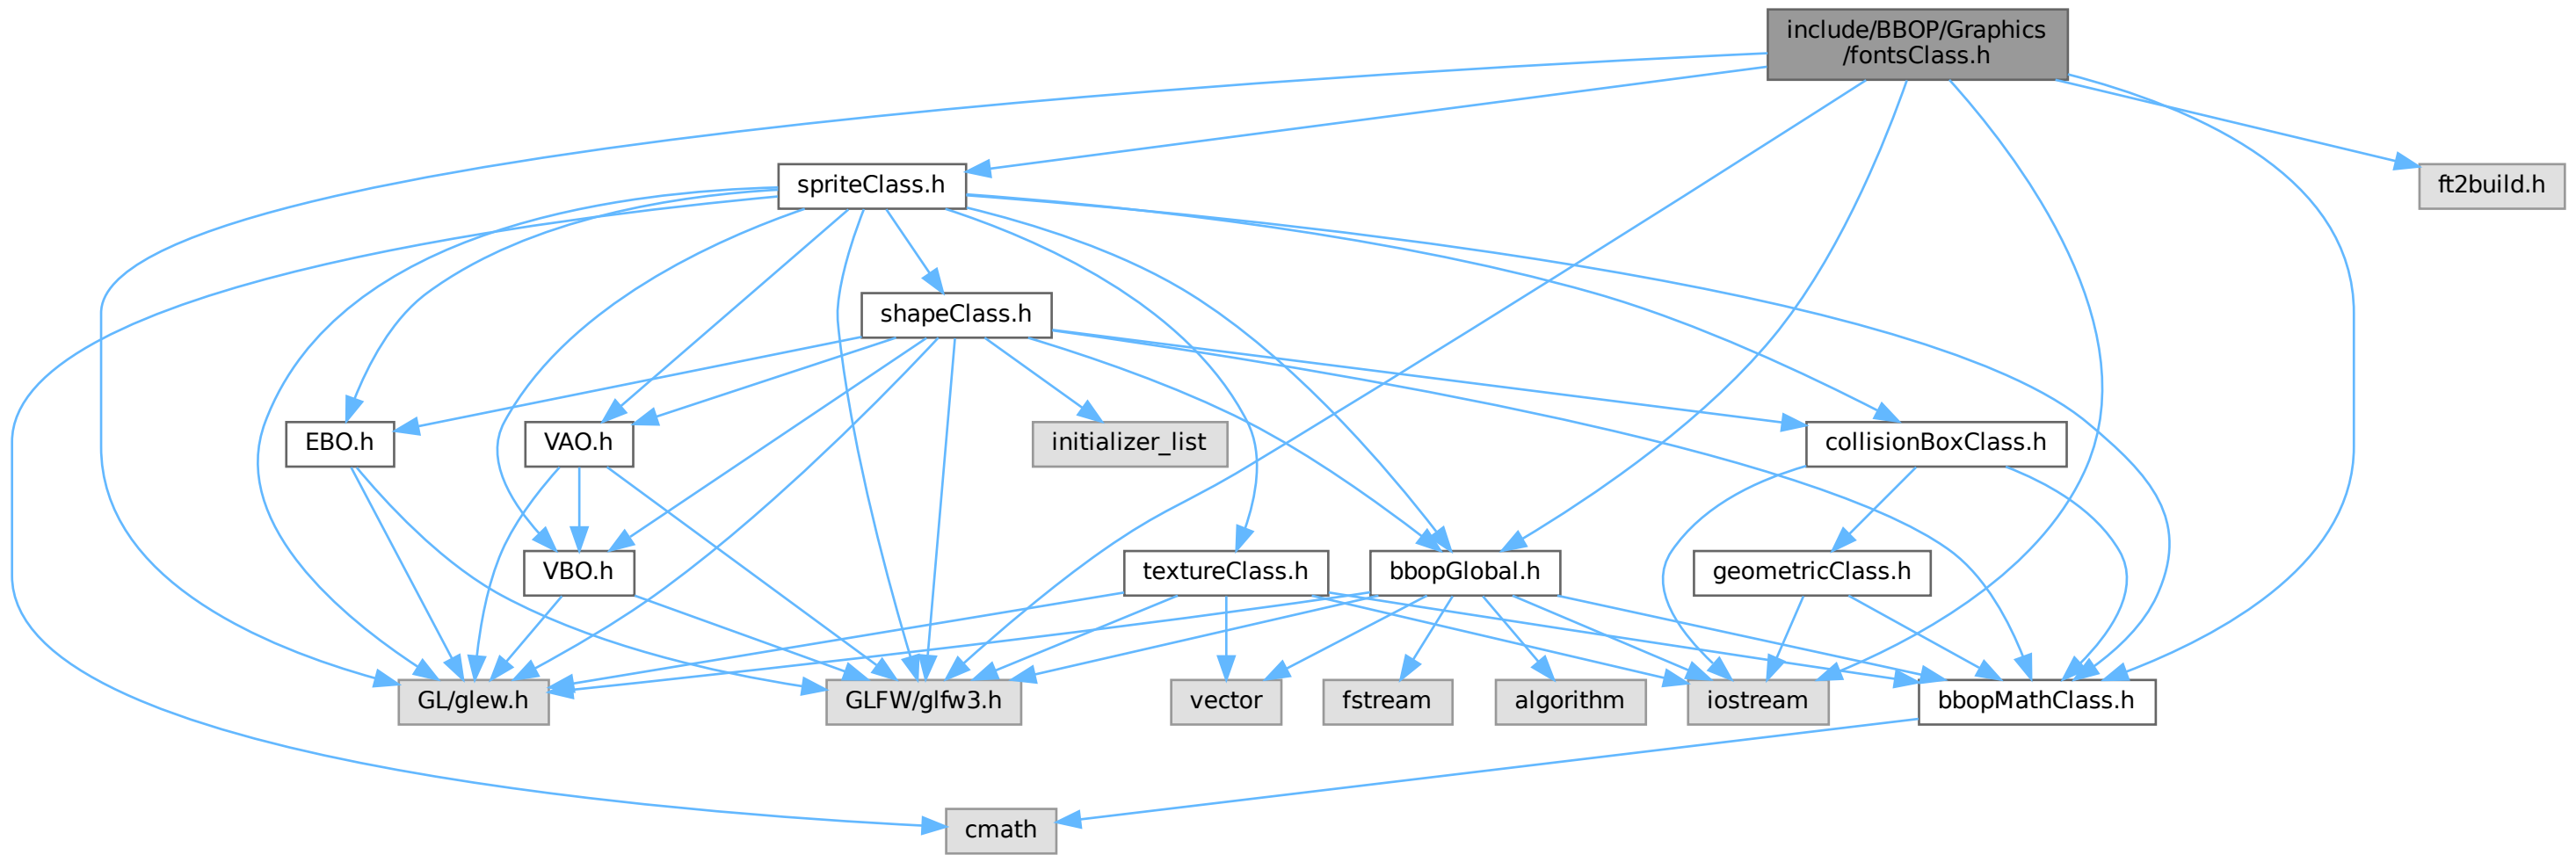 include/BBOP/Graphics
/fontsClass.h
spriteClass.h
ft2build.h
shapeClass.h
EBO.h
VAO.h
initializer_list
collisionBoxClass.h
VBO.h
textureClass.h
bbopGlobal.h
geometricClass.h
GL/glew.h
GLFW/glfw3.h
vector
fstream
algorithm
iostream
bbopMathClass.h
cmath